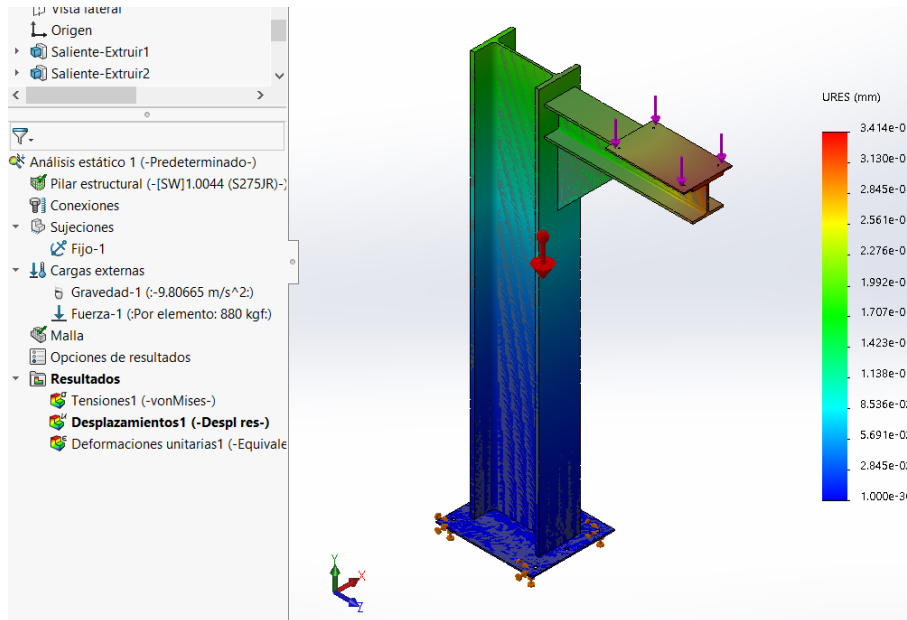 Vista lateral
Origen
Saliente-Extruir1
Saliente-Extruir2
Análisis estático 1 (-Predeterminado-)
Pilar estructural (-[SW]1.0044 (S275JR)-)
Conexiones
Sujeciones
Fijo-1
Cargas externas
Gravedad-1 (:-9.80665 m/s^2:)
Fuerza-1 (:Por elemento: 880 kgf:)
Malla
Opciones de resultados
Resultados
Tensiones1 (-vonMises-)
Desplazamientos1 (-Despl res-)
Deformaciones unitarias1 (-Equivale
URES (mm)
3.414e-0
3.130e-0
2.845e-0
2.561e-0
2.276e-0
1.992e-0
1.707e-0
1.423e-0
1.138e-0
8.536e-02
5.691e-02
2.845e-02
1.000e-30
Y
X
Z